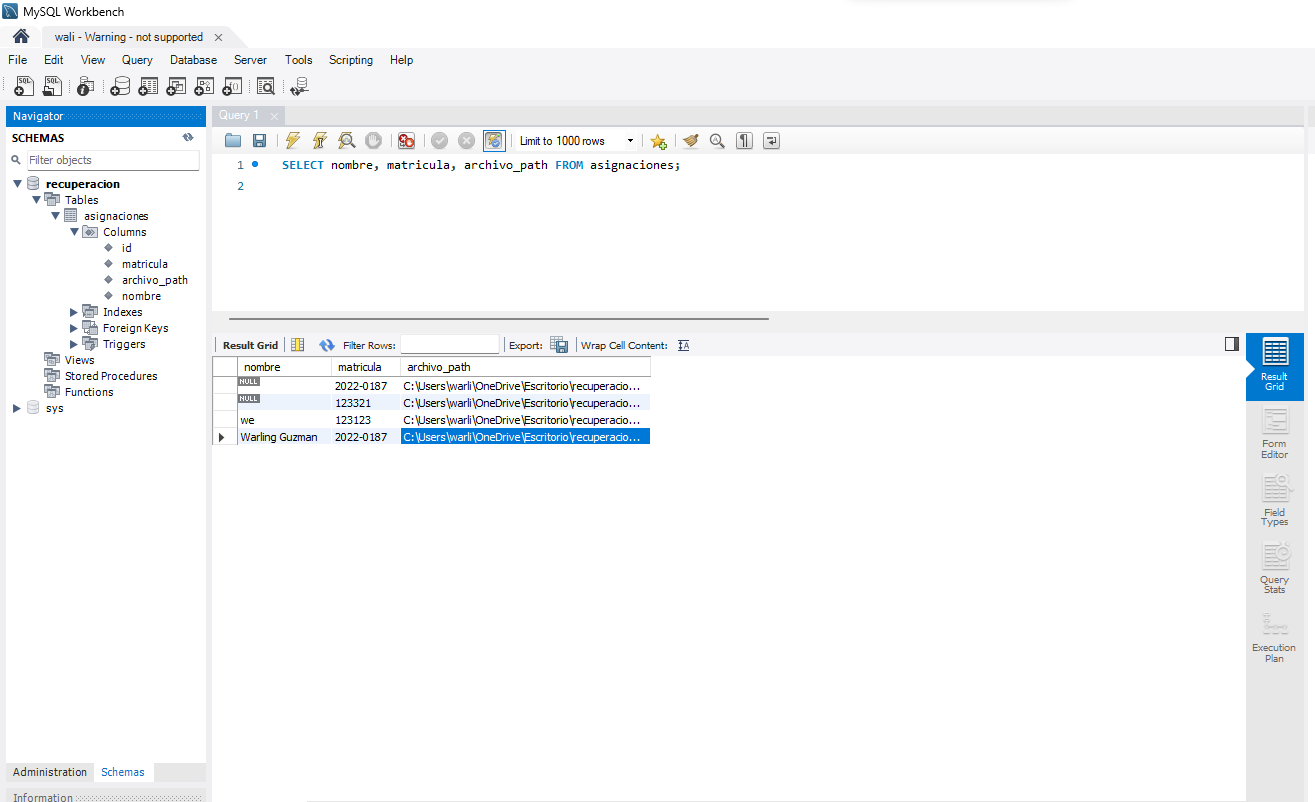 MySQL Workbench
wali - Warning - not supported
File Edit View Query Database Server Tools Scripting Help
Navigator
SCHEMAS
Filter objects
recuperacion
Tables
asignaciones
Columns
id
matricula
archivo_path
nombre
Indexes
Foreign Keys
Triggers
Views
Stored Procedures
Functions
sys
Administration Schemas
Information
Query 1
Limit to 1000 rows
1 SELECT nombre, matricula, archivo_path FROM asignaciones;
2
Result Grid Filter Rows: Export: Wrap Cell Content:
nombre matricula archivo_path
NULL 2022-0187 C:\Users\warli\OneDrive\Escritorio\recuperacio...
NULL 123321 C:\Users\warli\OneDrive\Escritorio\recuperacio...
we 123123 C:\Users\warli\OneDrive\Escritorio\recuperacio...
Warling Guzman 2022-0187 C:\Users\warli\OneDrive\Escritorio\recuperacio...
Result
Grid
Form
Editor
Field
Types
Query
Stats
Execution
Plan